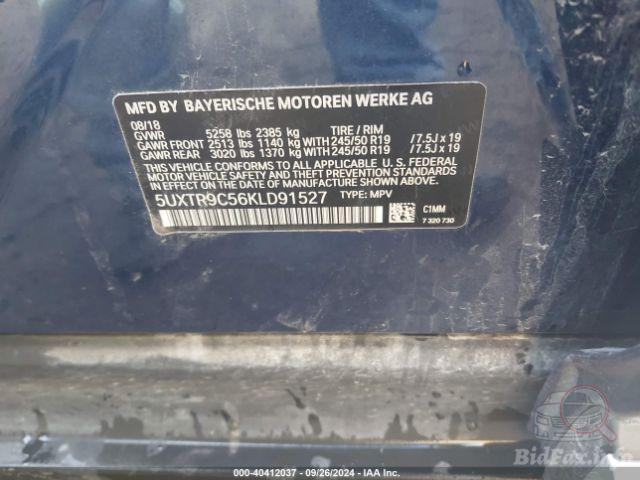 MFD BY BAYERISCHE MOTOREN WERKE AG
08/18
GVWR 5258 lbs 2385 kg TIRE / RIM
GAWR FRONT 2513 lbs 1140 kg WITH 245/50 R19 /7.5J x 19
GAWR REAR 3020 lbs 1370 kg WITH 245/50 R19 /7.5J x 19
THIS VEHICLE CONFORMS TO ALL APPLICABLE U. S. FEDERAL
MOTOR VEHICLE SAFETY STANDARDS IN EFFECT
ON THE DATE OF MANUFACTURE SHOWN ABOVE.
5UXTR9C56KLD91527 TYPE: MPV
C1MM
7 320 730
BidFax.info
000-40412037 - 09/26/2024 - IAA Inc.